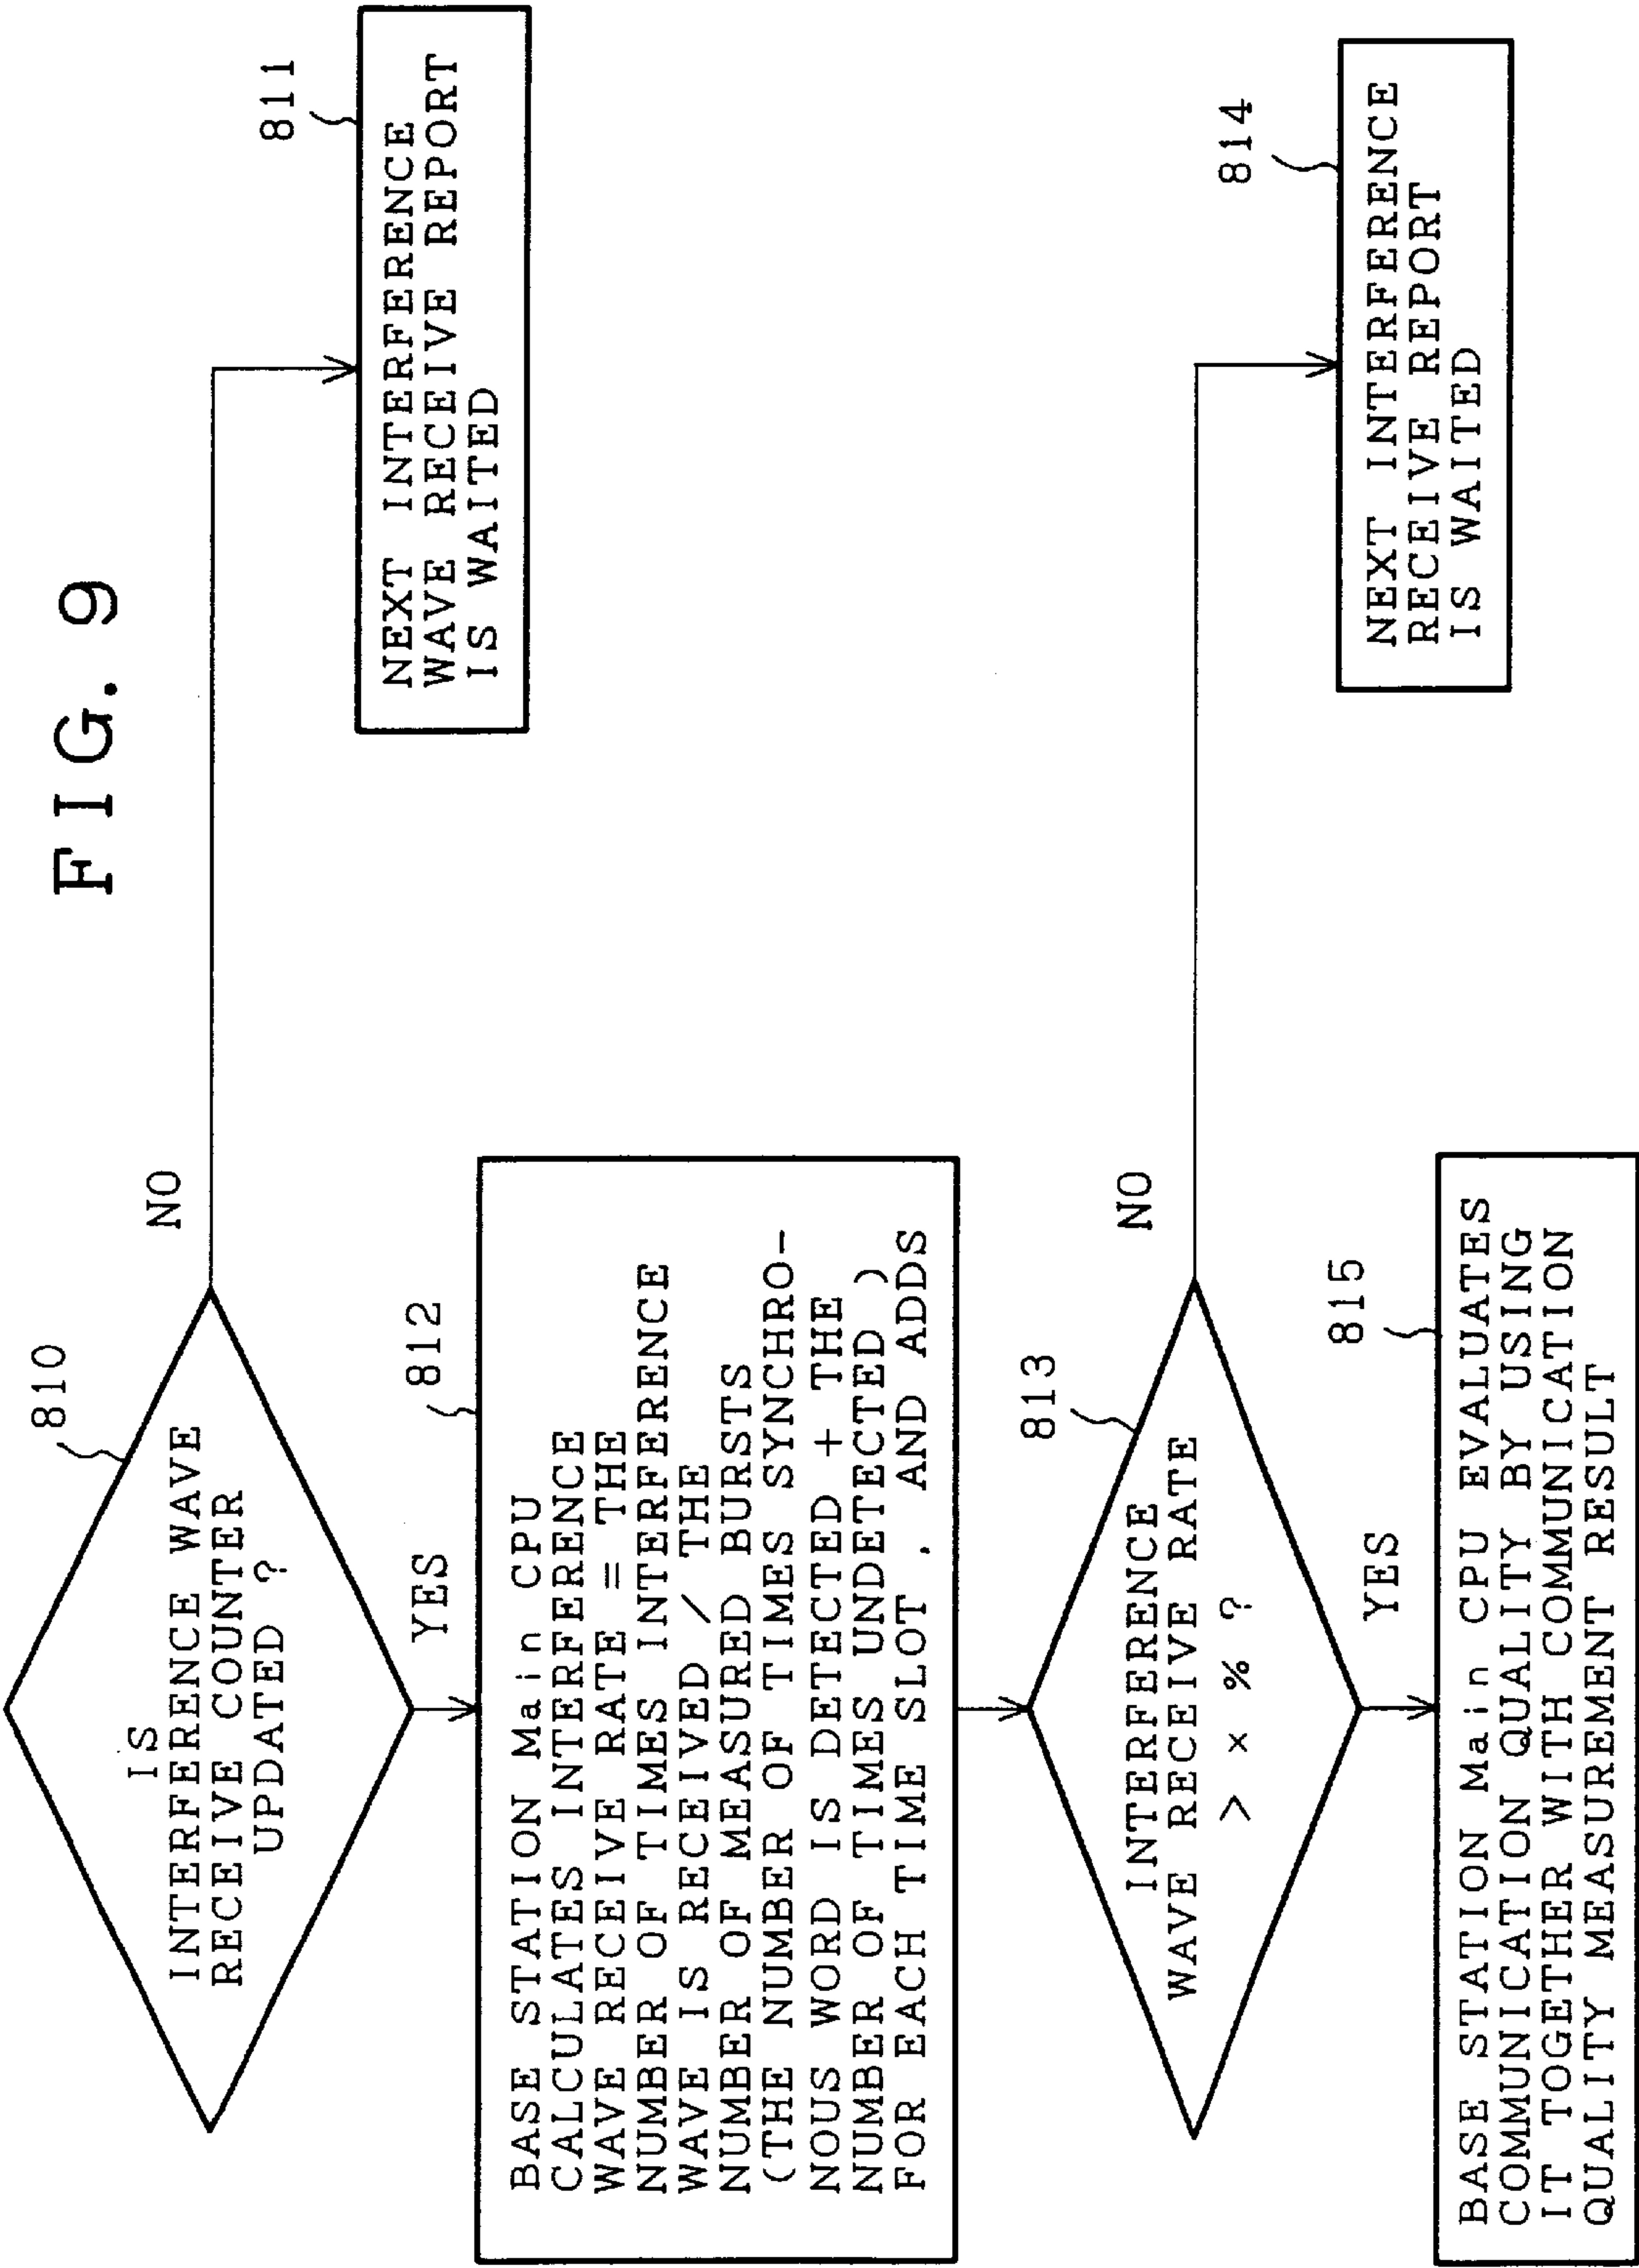 FIG. 9
810
IS
INTERFERENCE WAVE
RECEIVE COUNTER
UPDATED ?
NO
YES
811
NEXT INTERFERENCE
WAVE RECEIVE REPORT
IS WAITED
812
BASE STATION Main CPU
CALCULATES INTERFERENCE
WAVE RECEIVE RATE = THE
NUMBER OF TIMES INTERFERENCE
WAVE IS RECEIVED / THE
NUMBER OF MEASURED BURSTS
(THE NUMBER OF TIMES SYNCHRO-
NOUS WORD IS DETECTED + THE
NUMBER OF TIMES UNDETECTED )
FOR EACH TIME SLOT , AND ADDS
813
INTERFERENCE
WAVE RECEIVE RATE
> × % ?
NO
YES
814
NEXT INTERFERENCE
RECEIVE REPORT
IS WAITED
815
BASE STATION Main CPU EVALUATES
COMMUNICATION QUALITY BY USING
IT TOGETHER WITH COMMUNICATION
QUALITY MEASUREMENT RESULT